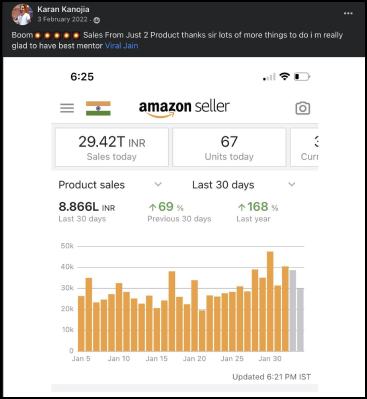 Karan Kanojia
3 February 2022 ·
Boom💥💥💥💥💥 Sales From Just 2 Product thanks sir lots of more things to do i m really
glad to have best mentor Viral Jain
6:25
amazon seller
29.42T INR
Sales today
67
Units today
Curr
Product sales
Last 30 days
8.866L INR
Last 30 days
↑69 %
Previous 30 days
↑168 %
Last year
50k
40k
30k
20k
10k
0
Jan 5 Jan 10 Jan 15 Jan 20 Jan 25 Jan 30
Updated 6:21 PM IST